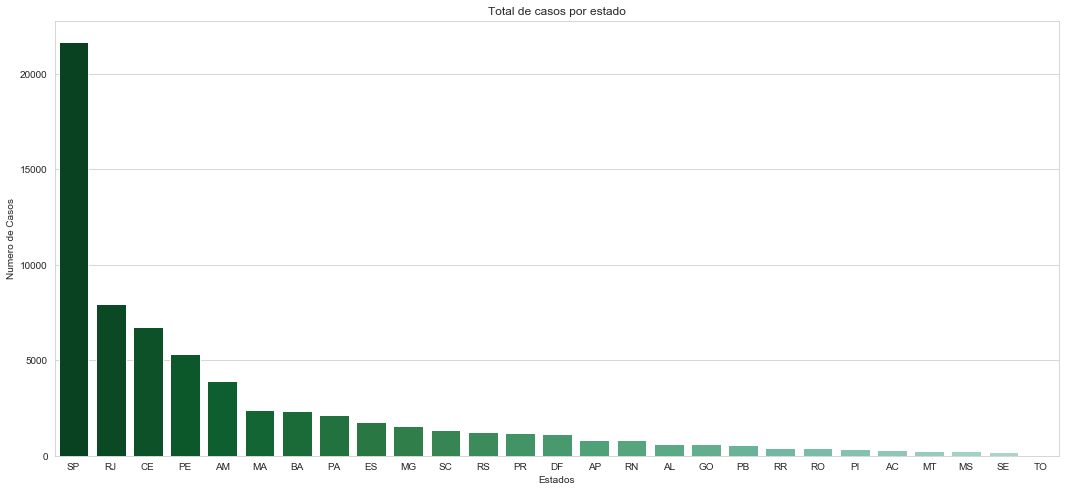 Total de casos por estado
Numero de Casos
20000
15000
10000
5000
0
SP RJ CE PE AM MA BA PA ES MG SC RS PR DF AP RN AL GO PB RR RO PI AC MT MS SE TO
Estados